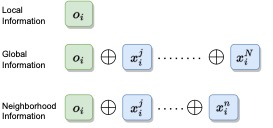 Local
Information
o_i
Global
Information
o_i ⊕ x_i^j ........ ⊕ x_i^N
Neighborhood
Information
o_i ⊕ x_i^j ...... ⊕ x_i^n